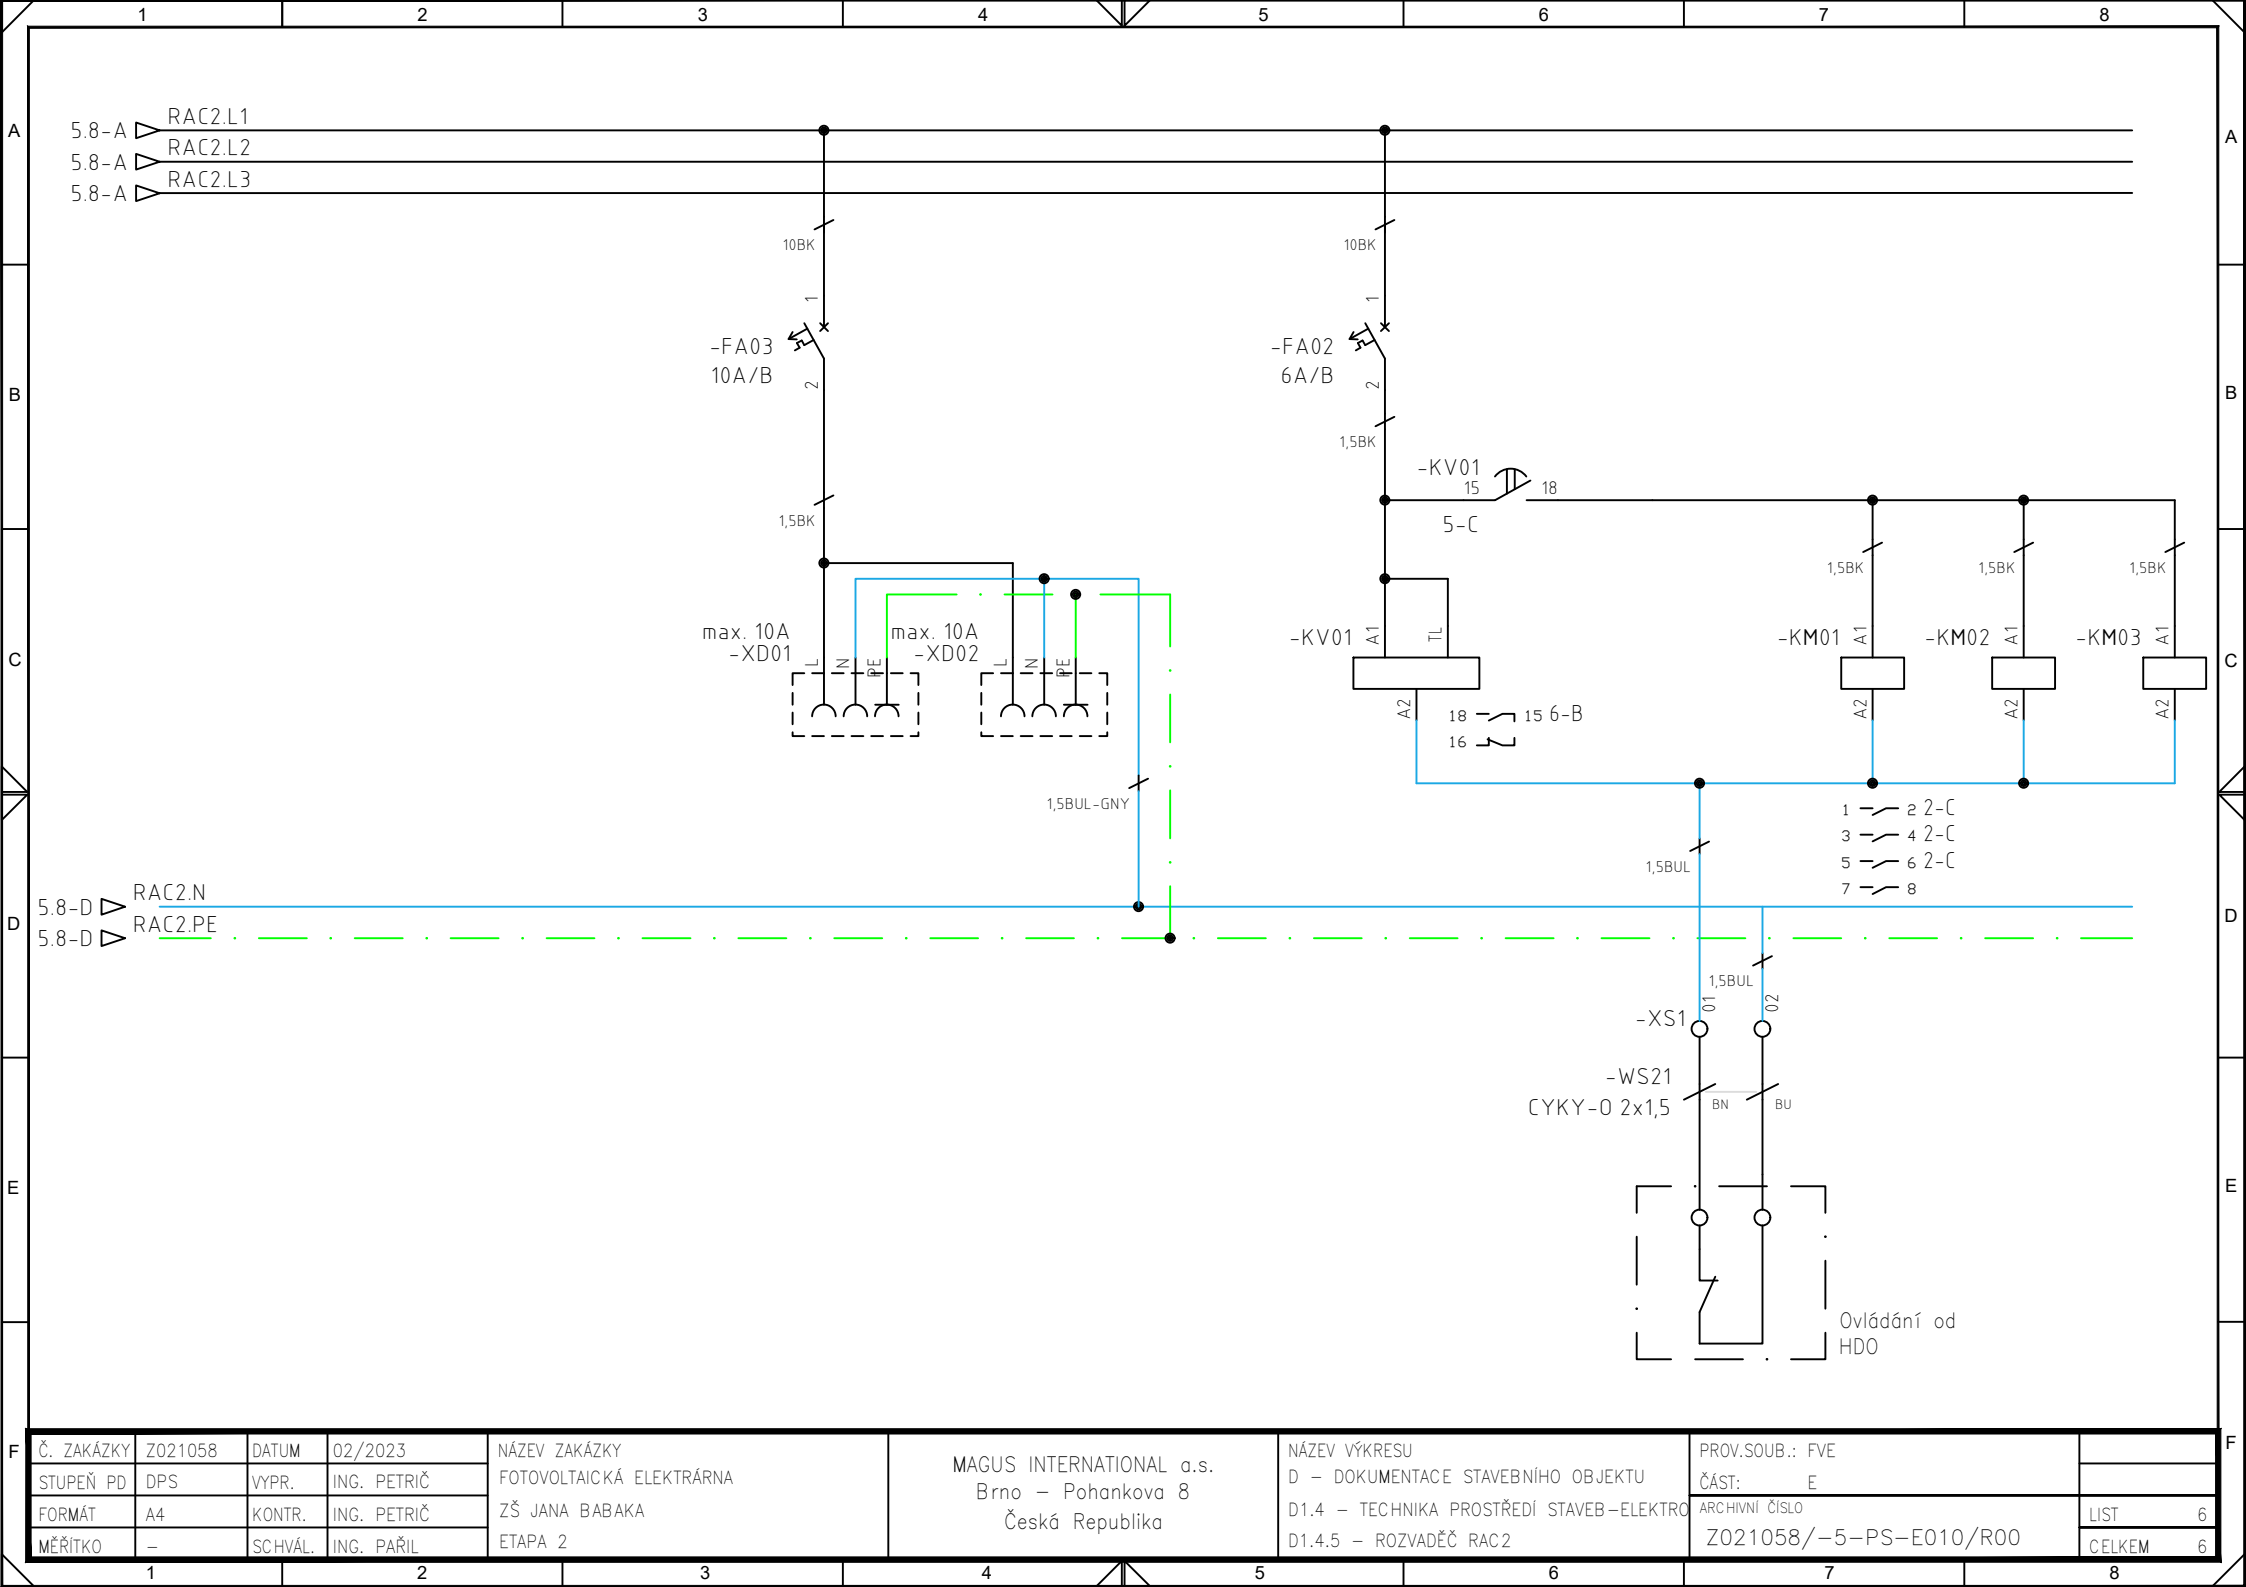 1 2 3 4 5 6 7 8
A A
B B
C C
D D
E E
F F
5.8-A RAC2.L1
5.8-A RAC2.L2
5.8-A RAC2.L3
10BK
10BK
1
1
-FA03
10A/B
2
-FA02
6A/B
2
1,5BK
-KV01
15 18
5-C
1,5BK
1,5BK
1,5BK
1,5BK
max. 10A
-XD01
L N PE
max. 10A
-XD02
L N PE
-KV01 A1 TL
A2
18 15 6-B
16
-KM01 A1
A2
-KM02 A1
A2
-KM03 A1
A2
1,5BUL-GNY
1 2 2-C
3 4 2-C
5 6 2-C
7 8
1,5BUL
5.8-D RAC2.N
5.8-D RAC2.PE
1,5BUL
01 02
-XS1
-WS21
CYKY-O 2x1,5
BN BU
Ovládání od
HDO
Č. ZAKÁZKY Z021058 DATUM 02/2023
STUPEŇ PD DPS VYPR. ING. PETRIČ
FORMÁT A4 KONTR. ING. PETRIČ
MĚŘÍTKO – SCHVÁL. ING. PAŘIL
NÁZEV ZAKÁZKY
FOTOVOLTAICKÁ ELEKTRÁRNA
ZŠ JANA BABAKA
ETAPA 2
MAGUS INTERNATIONAL a.s.
Brno – Pohankova 8
Česká Republika
NÁZEV VÝKRESU
D – DOKUMENTACE STAVEBNÍHO OBJEKTU
D1.4 – TECHNIKA PROSTŘEDÍ STAVEB–ELEKTRO
D1.4.5 – ROZVADĚČ RAC2
PROV.SOUB.: FVE
ČÁST: E
ARCHIVNÍ ČÍSLO
Z021058/–5–PS–E010/R00
LIST 6
CELKEM 6
1 2 3 4 5 6 7 8